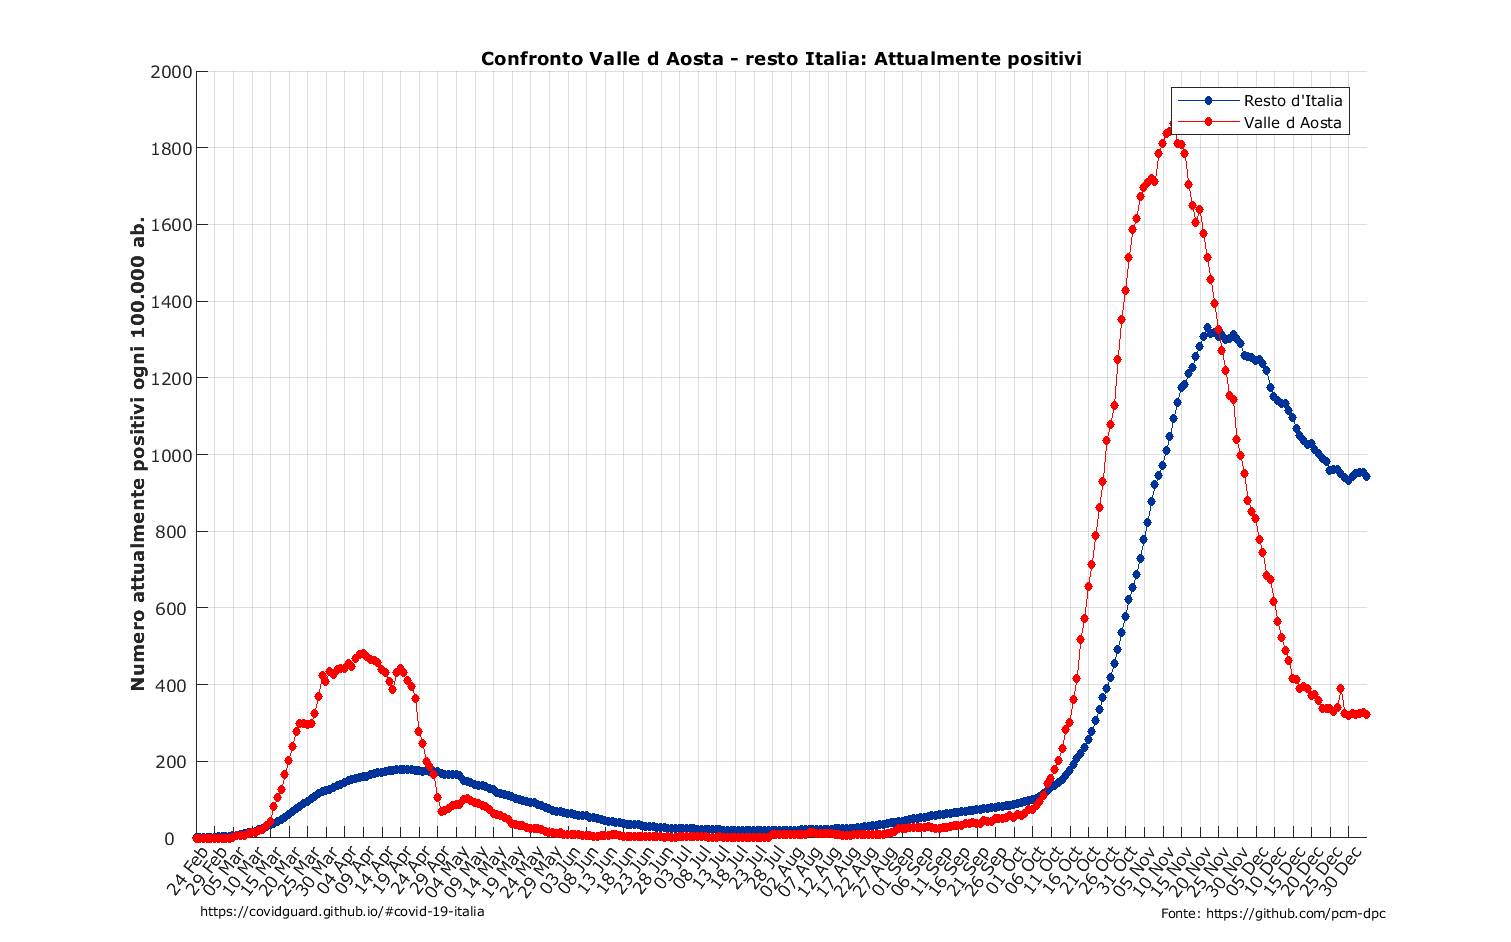 Confronto Valle d Aosta - resto Italia: Attualmente positivi
Resto d'Italia
Valle d Aosta
Numero attualmente positivi ogni 100.000 ab.
2000
1800
1600
1400
1200
1000
800
600
400
200
0
24 Feb
29 Feb
05 Mar
10 Mar
15 Mar
20 Mar
25 Mar
30 Mar
04 Apr
09 Apr
14 Apr
19 Apr
24 Apr
29 Apr
04 May
09 May
14 May
19 May
24 May
29 May
03 Jun
08 Jun
13 Jun
18 Jun
23 Jun
28 Jun
03 Jul
08 Jul
13 Jul
18 Jul
23 Jul
28 Jul
02 Aug
07 Aug
12 Aug
17 Aug
22 Aug
27 Aug
01 Sep
06 Sep
11 Sep
16 Sep
21 Sep
26 Sep
01 Oct
06 Oct
11 Oct
16 Oct
21 Oct
26 Oct
31 Oct
05 Nov
10 Nov
15 Nov
20 Nov
25 Nov
30 Nov
05 Dec
10 Dec
15 Dec
20 Dec
25 Dec
30 Dec
https://covidguard.github.io/#covid-19-italia
Fonte: https://github.com/pcm-dpc